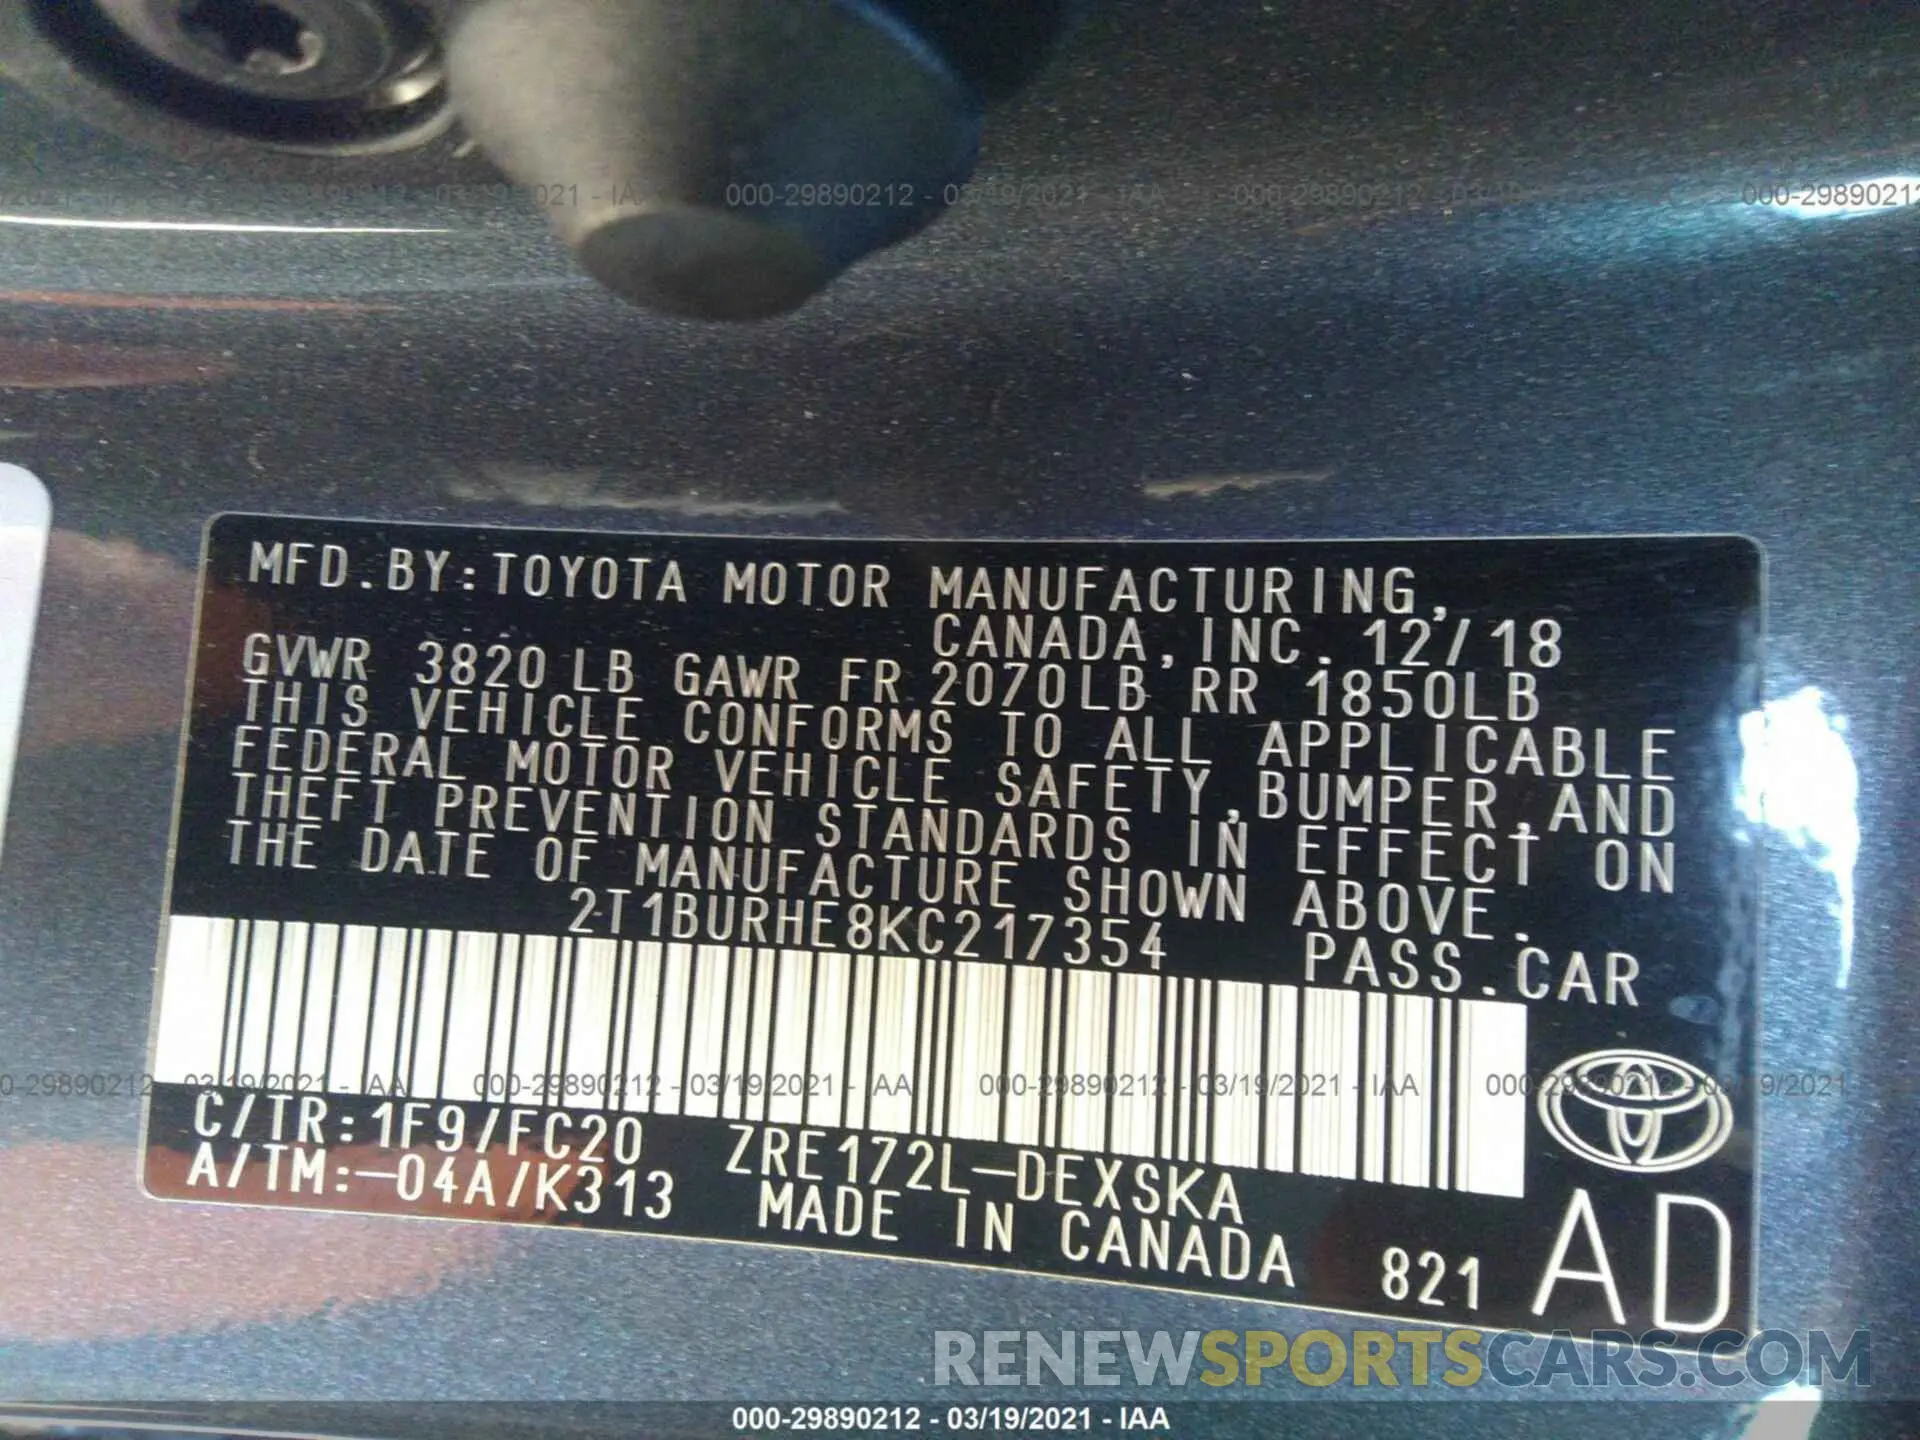 000-29890212 - 03/19/2021 - IAA
MFD.BY:TOYOTA MOTOR MANUFACTURING,
CANADA,INC. 12/18
GVWR 3820 LB GAWR FR 2070LB RR 1850LB
THIS VEHICLE CONFORMS TO ALL APPLICABLE
FEDERAL MOTOR VEHICLE SAFETY,BUMPER,AND
THEFT PREVENTION STANDARDS IN EFFECT ON
THE DATE OF MANUFACTURE SHOWN ABOVE.
2T1BURHE8KC217354 PASS.CAR
000-29890212 - 03/19/2021 - IAA
C/TR:1F9/FC20 ZRE172L-DEXSKA
A/TM:-04A/K313 MADE IN CANADA 821 AD
RENEWSPORTSCARS.COM
000-29890212 - 03/19/2021 - IAA